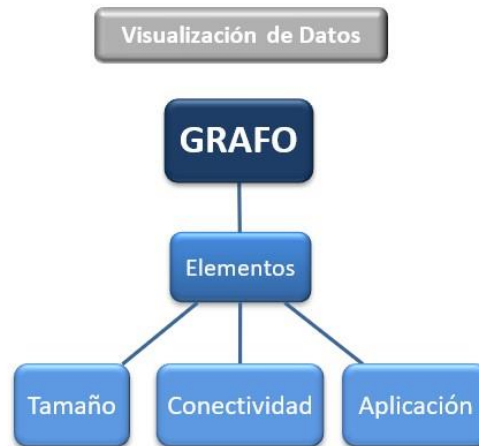 Visualización de Datos
GRAFO
Elementos
Tamaño
Conectividad
Aplicación